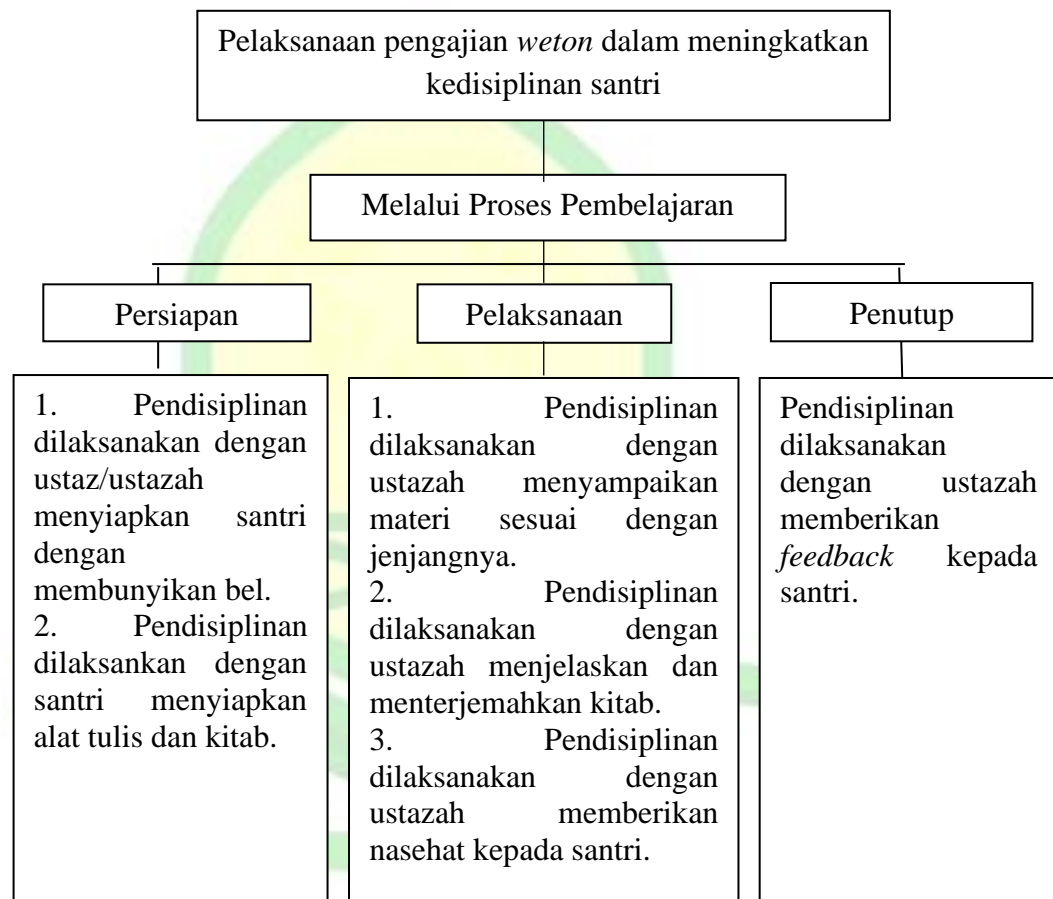 Pelaksanaan pengajian weton dalam meningkatkan
kedisiplinan santri
Melalui Proses Pembelajaran
Persiapan
Pelaksanaan
Penutup
1. Pendisiplinan
dilaksanakan dengan
ustaz/ustazah
menyiapkan santri
dengan
membunyikan bel.
2. Pendisiplinan
dilaksankan dengan
santri menyiapkan
alat tulis dan kitab.
1. Pendisiplinan
dilaksanakan dengan
ustazah menyampaikan
materi sesuai dengan
jenjangnya.
2. Pendisiplinan
dilaksanakan dengan
ustazah menjelaskan dan
menterjemahkan kitab.
3. Pendisiplinan
dilaksanakan dengan
ustazah memberikan
nasehat kepada santri.
Pendisiplinan
dilaksanakan
dengan ustazah
memberikan
feedback kepada
santri.